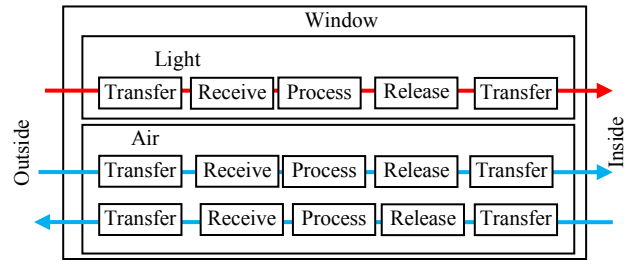 Window
Light
Transfer Receive Process Release Transfer
Air
Transfer Receive Process Release Transfer
Transfer Receive Process Release Transfer
Outside
Inside